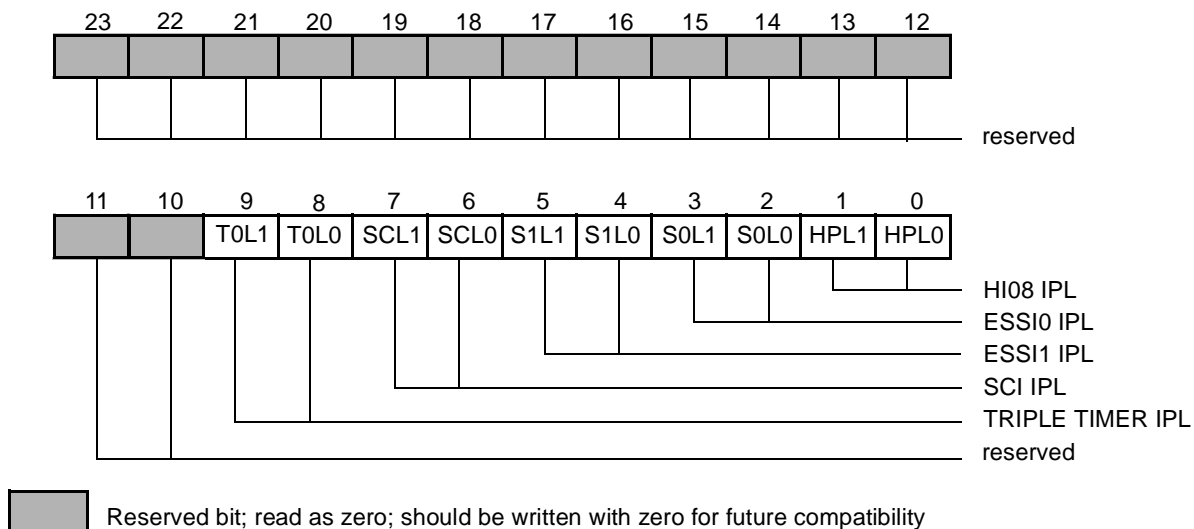 23 22 21 20 19 18 17 16 15 14 13 12
reserved
11 10 9 8 7 6 5 4 3 2 1 0
T0L1 T0L0 SCL1 SCL0 S1L1 S1L0 S0L1 S0L0 HPL1 HPL0
HI08 IPL
ESSI0 IPL
ESSI1 IPL
SCI IPL
TRIPLE TIMER IPL
reserved
Reserved bit; read as zero; should be written with zero for future compatibility